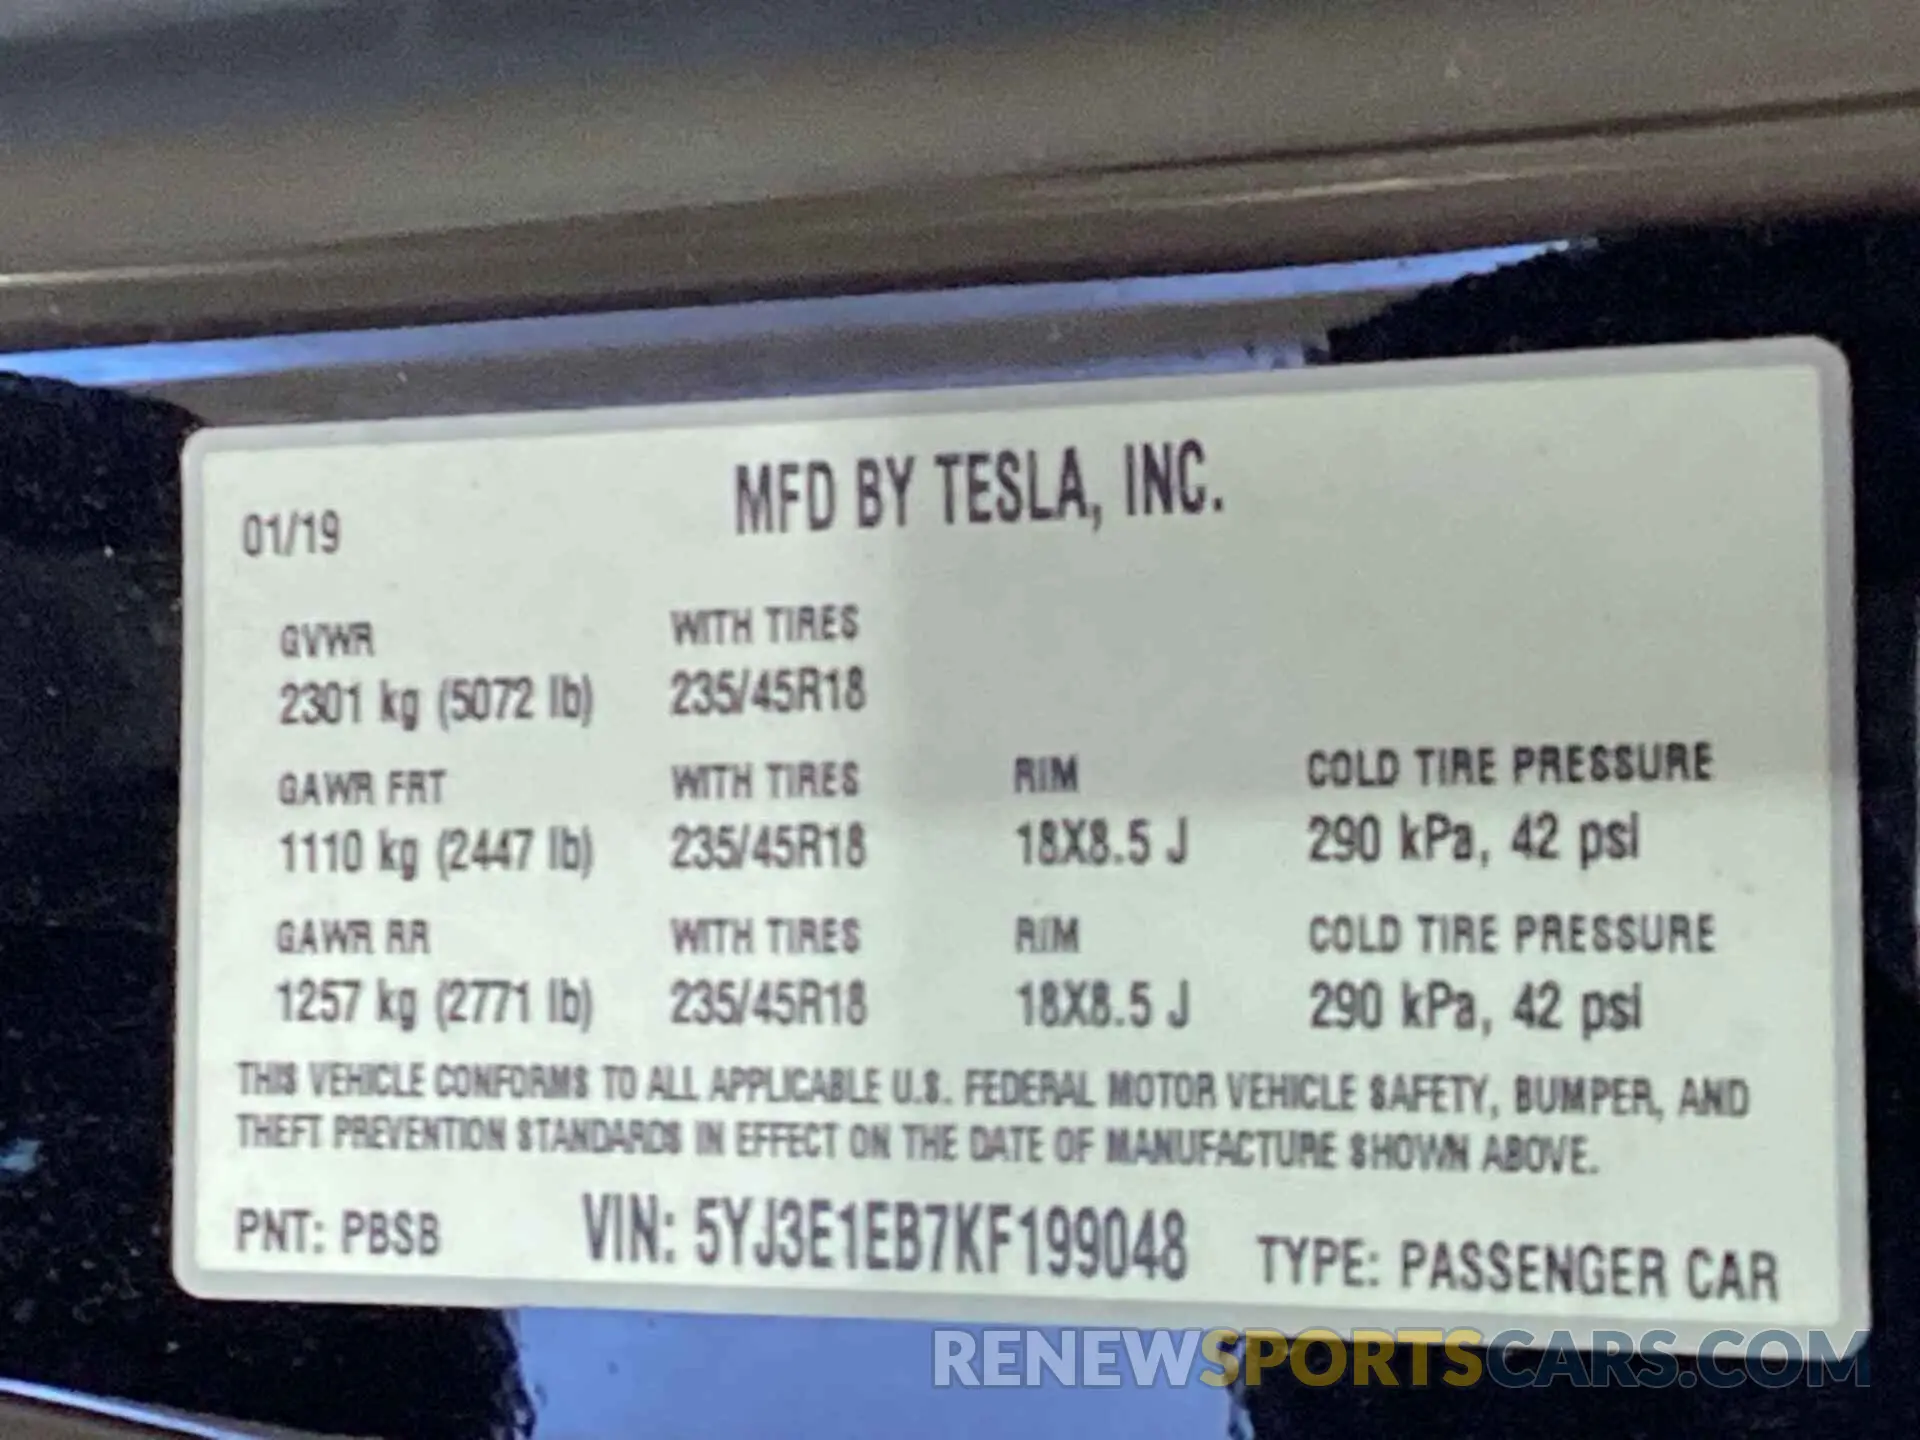 MFD BY TESLA, INC.
01/19
GVWR WITH TIRES
2301 kg (5072 lb) 235/45R18
GAWR FRT WITH TIRES RIM COLD TIRE PRESSURE
1110 kg (2447 lb) 235/45R18 18X8.5 J 290 kPa, 42 psi
GAWR RR WITH TIRES RIM COLD TIRE PRESSURE
1257 kg (2771 lb) 235/45R18 18X8.5 J 290 kPa, 42 psi
THIS VEHICLE CONFORMS TO ALL APPLICABLE U.S. FEDERAL MOTOR VEHICLE SAFETY, BUMPER, AND
THEFT PREVENTION STANDARDS IN EFFECT ON THE DATE OF MANUFACTURE SHOWN ABOVE.
PNT: PBSB VIN: 5YJ3E1EB7KF199048 TYPE: PASSENGER CAR
RENEWSPORTSCARS.COM